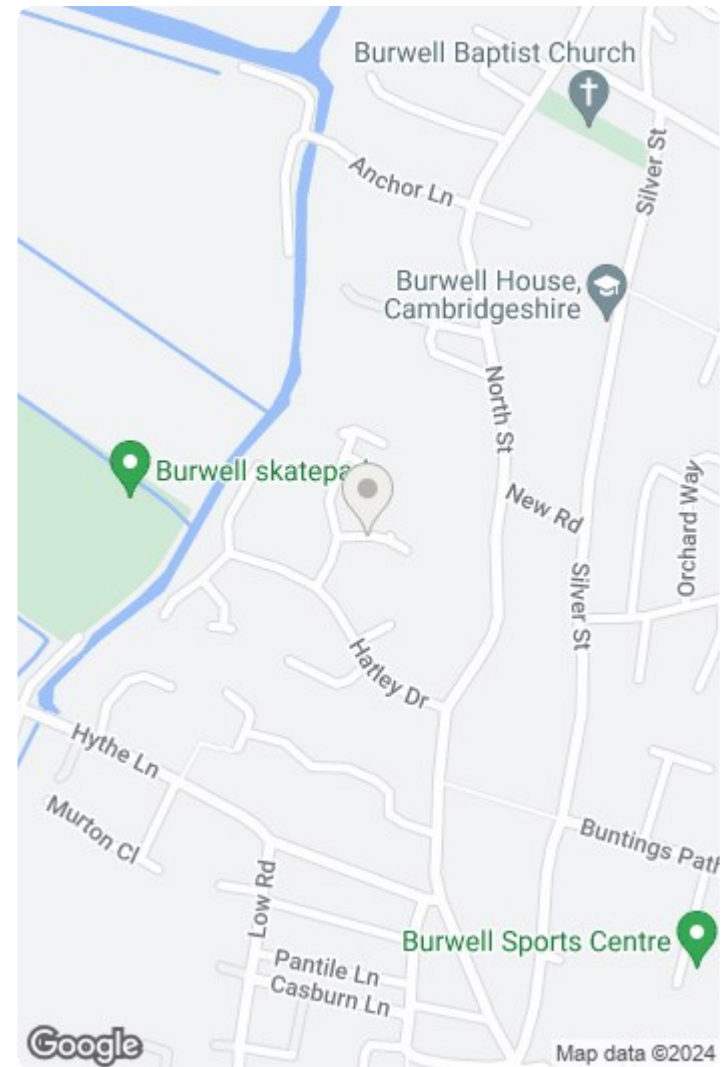 Burwell Baptist Church
Silver St
Anchor Ln
Burwell House,
Cambridgeshire
North St
Burwell skatepa
New Rd
Orchard Way
Silver St
Hatley Dr
Hythe Ln
Murton Cl
Buntings Path
Low Rd
Burwell Sports Centre
Pantile Ln
Casburn Ln
Google
Map data ©2024